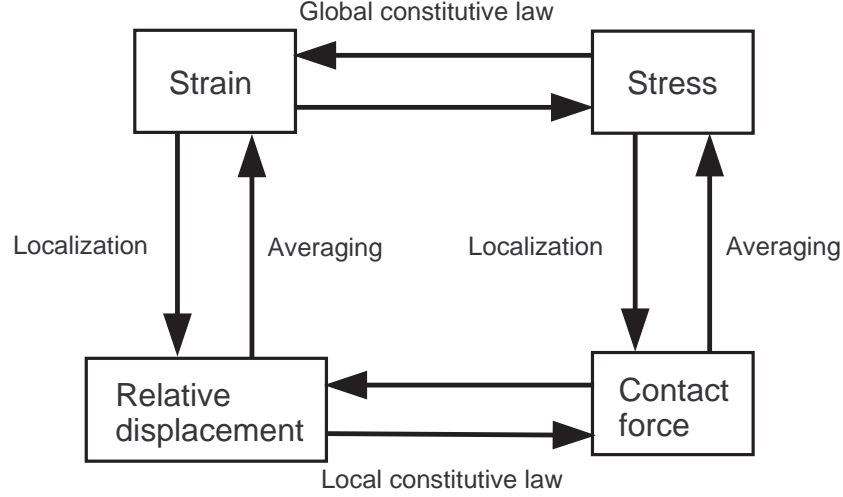 Global constitutive law
Strain
Stress
Localization
Averaging
Localization
Averaging
Relative
displacement
Contact
force
Local constitutive law